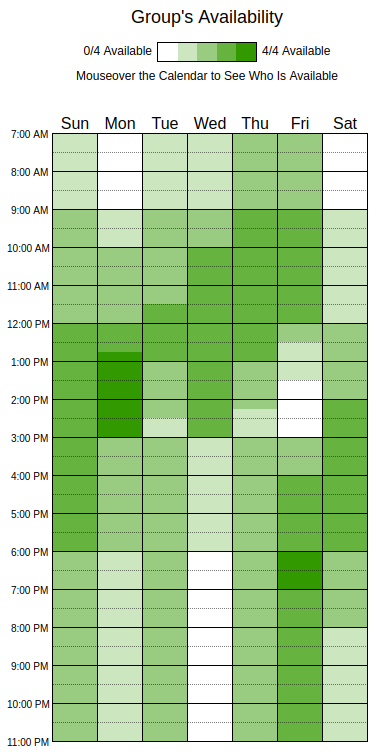 Group's Availability
0/4 Available 4/4 Available
Mouseover the Calendar to See Who Is Available
Sun Mon Tue Wed Thu Fri Sat
7:00 AM
8:00 AM
9:00 AM
10:00 AM
11:00 AM
12:00 PM
1:00 PM
2:00 PM
3:00 PM
4:00 PM
5:00 PM
6:00 PM
7:00 PM
8:00 PM
9:00 PM
10:00 PM
11:00 PM